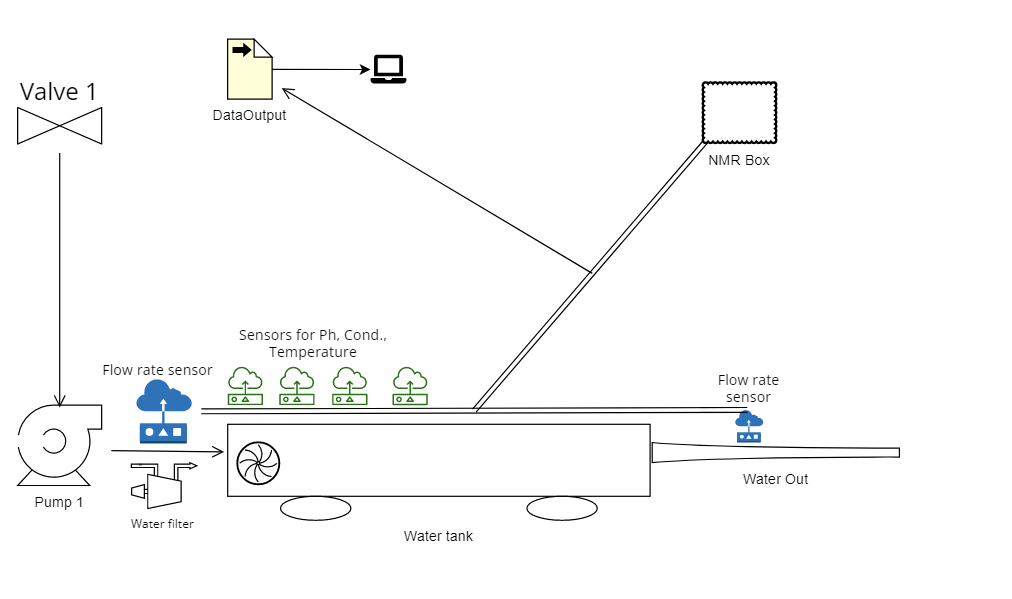 Valve 1
DataOutput
NMR Box
Sensors for Ph, Cond.,
Temperature
Flow rate sensor
Flow rate
sensor
Pump 1
Water filter
Water tank
Water Out